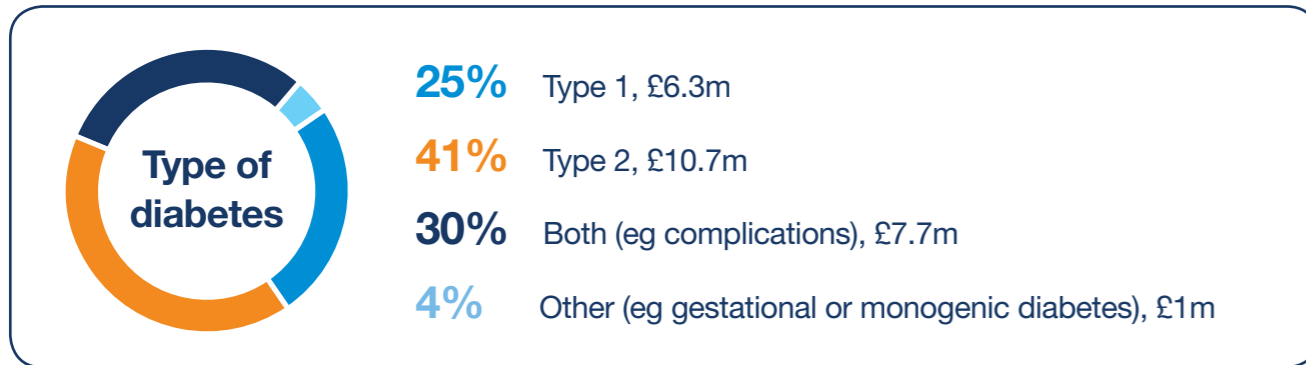 Type of
diabetes
25% Type 1, £6.3m
41% Type 2, £10.7m
30% Both (eg complications), £7.7m
4% Other (eg gestational or monogenic diabetes), £1m